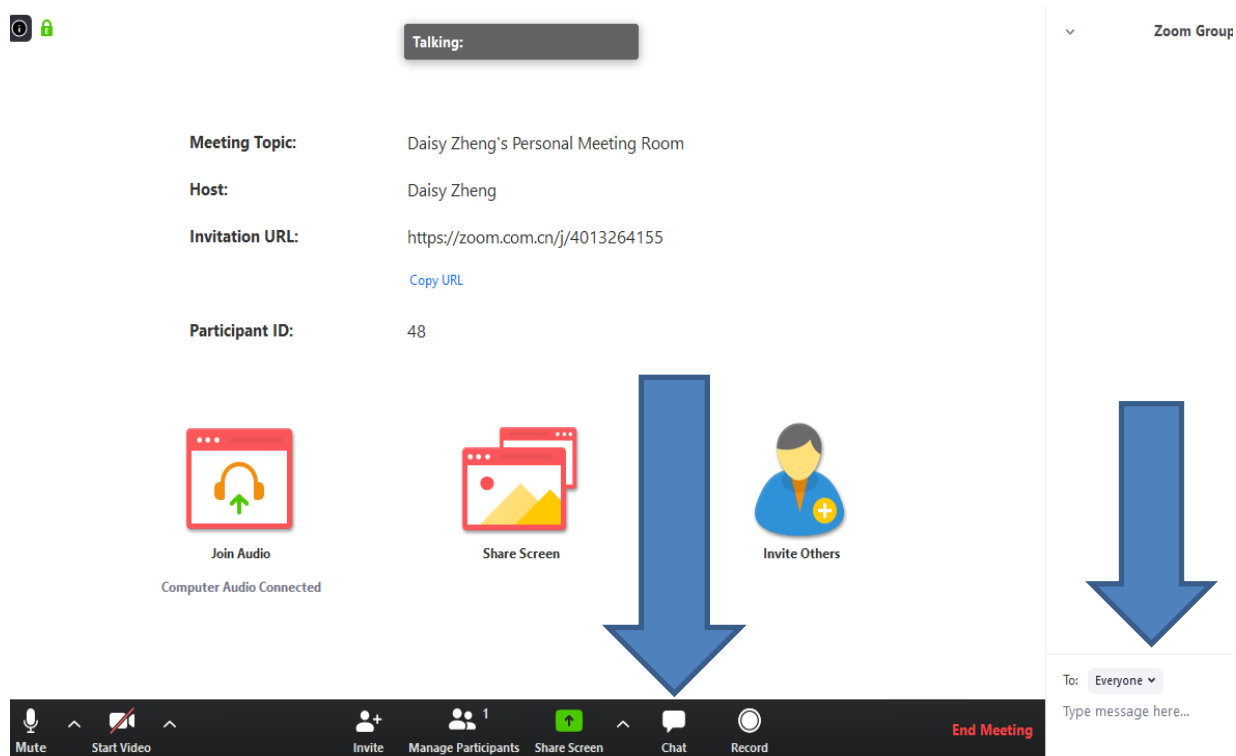 Talking:
Zoom Group
Meeting Topic: Daisy Zheng's Personal Meeting Room
Host: Daisy Zheng
Invitation URL: https://zoom.com.cn/j/4013264155
Copy URL
Participant ID: 48
Join Audio Share Screen Invite Others
Computer Audio Connected
To: Everyone
Type message here...
1
Mute Start Video Invite Manage Participants Share Screen Chat Record End Meeting